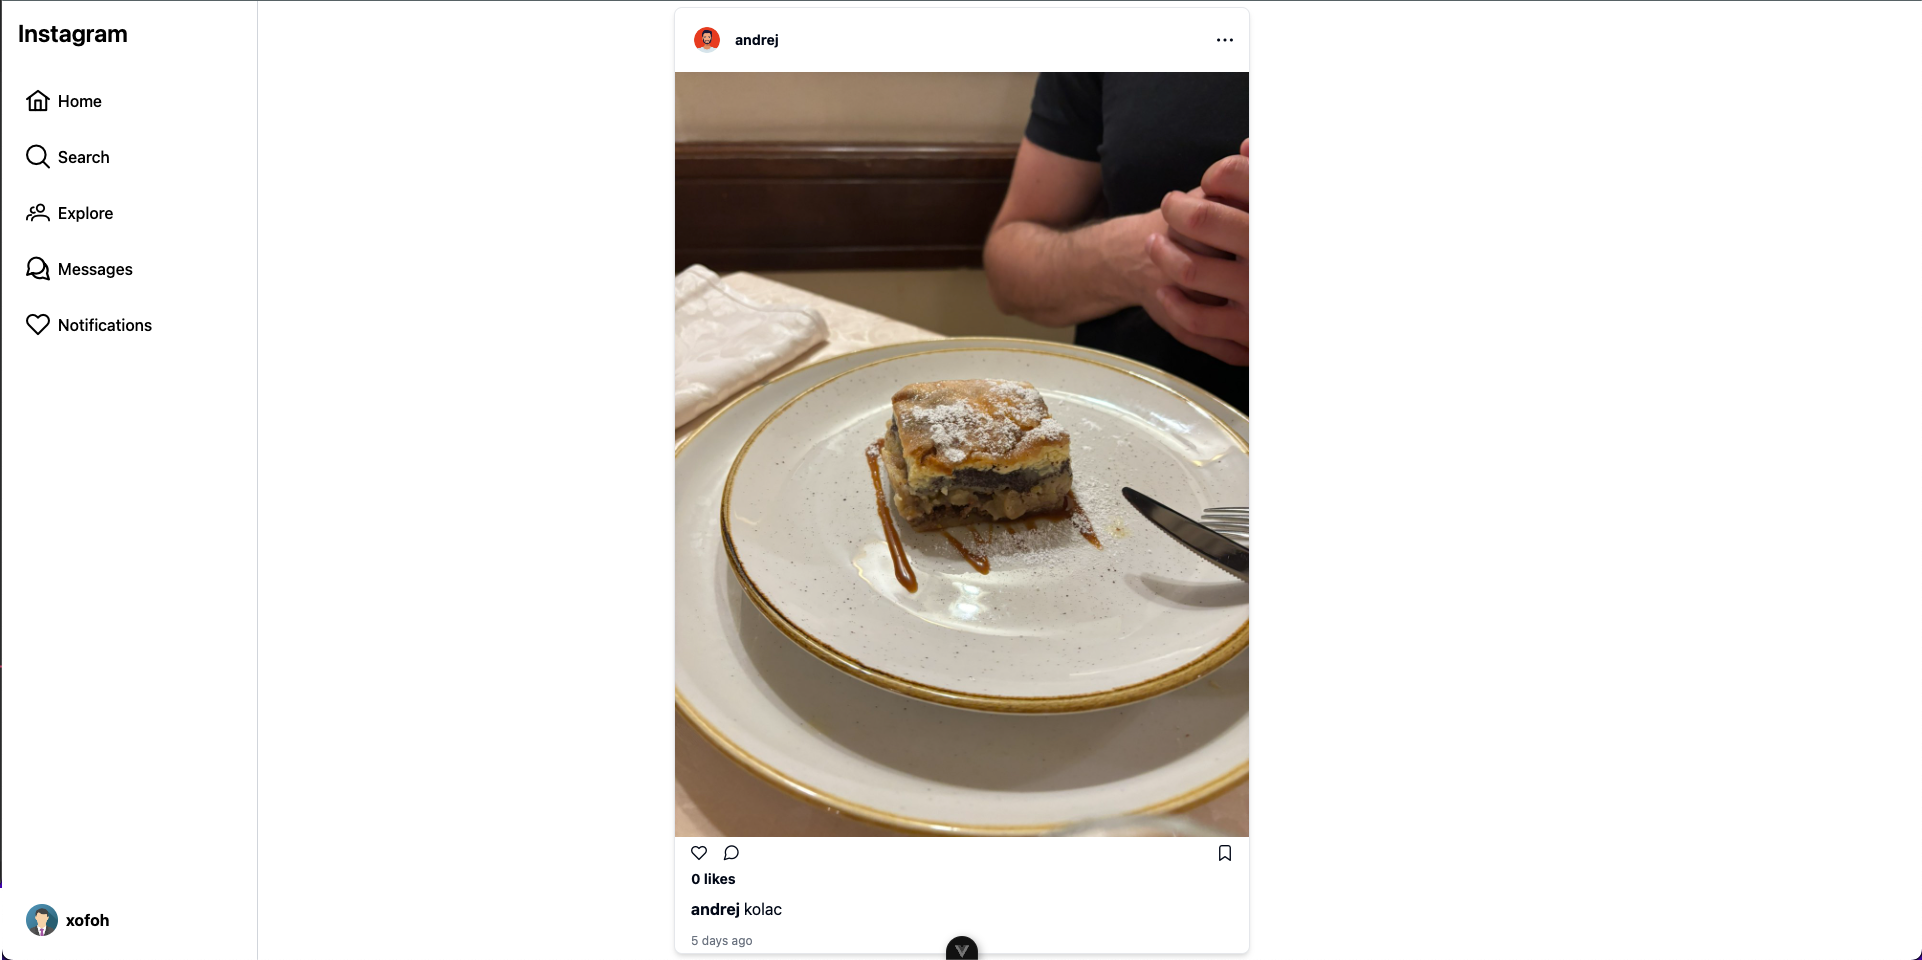 Instagram
Home
Search
Explore
Messages
Notifications
xofoh
andrej
0 likes
andrej kolac
5 days ago